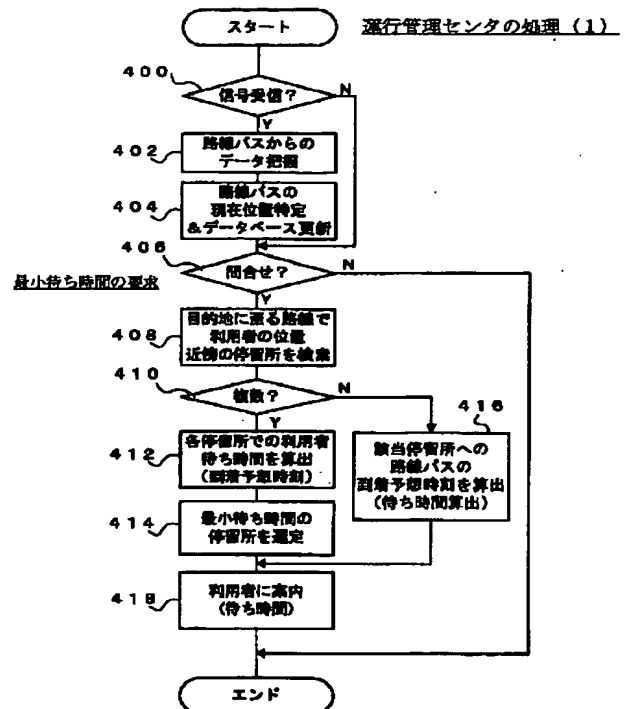 運行管理センタの処理(1)
スタート
400
信号受信?
N
Y
402
路線バスからの
データ把握
404
路線バスの
現在位置特定
&データベース更新
406
問合せ?
N
最小待ち時間の要求
Y
408
目的地に至る路線で
利用者の位置
近傍の停留所を検索
410
複数?
N
Y
412
各停留所での利用者
待ち時間を算出
(到着予想時刻)
416
該当停留所への
路線バスの
到着予想時刻を算出
(待ち時間算出)
414
最小待ち時間の
停留所を選定
418
利用者に案内
(待ち時間)
エンド